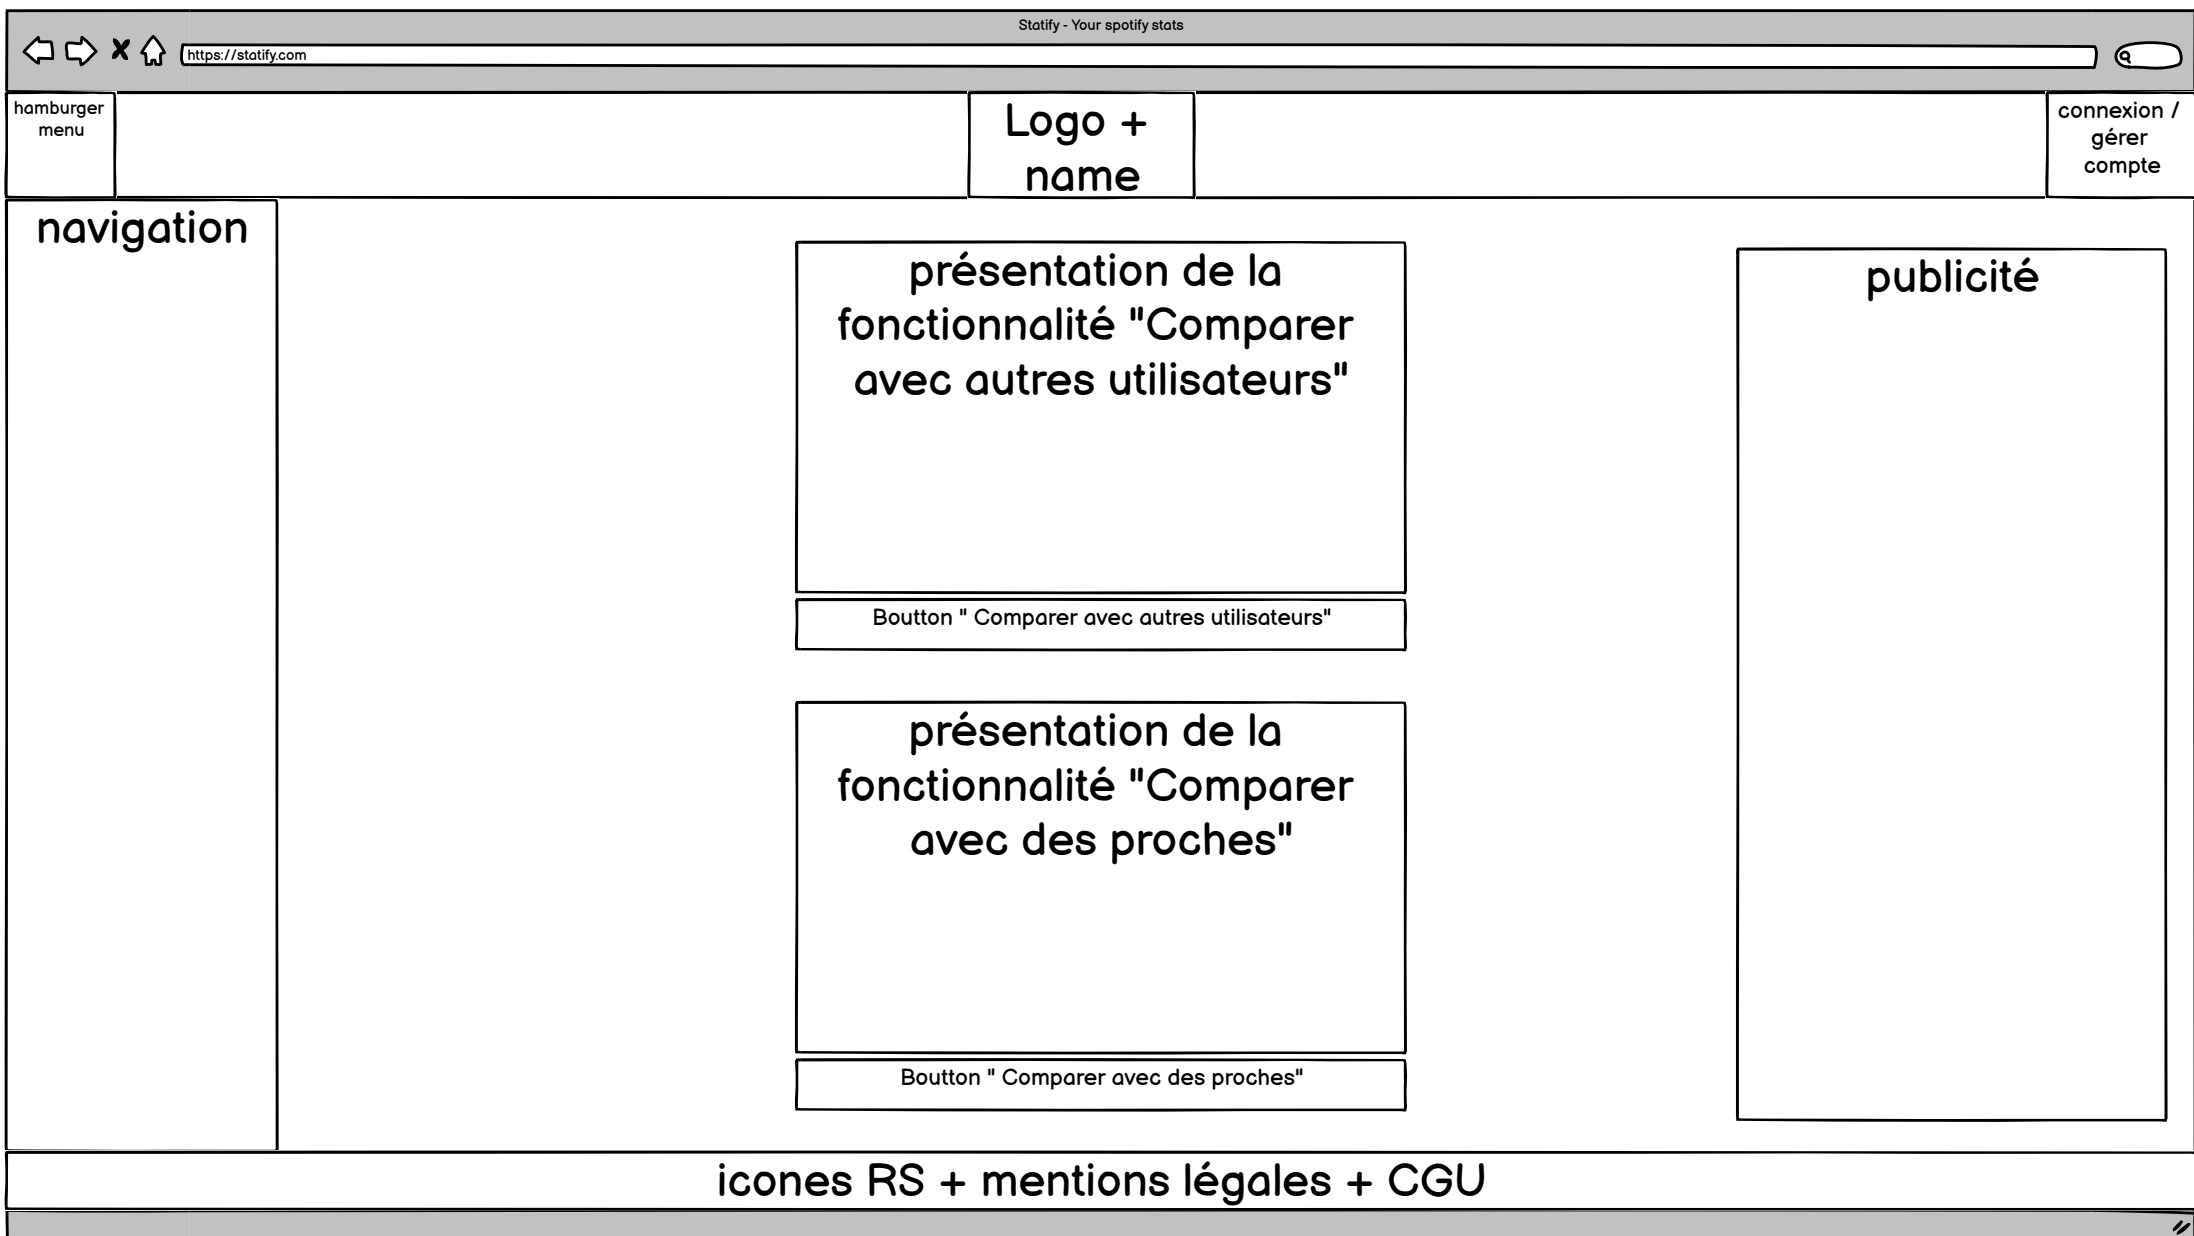 Statify - Your spotify stats
https://statify.com
hamburger
menu
Logo +
name
connexion /
gérer
compte
navigation
présentation de la
fonctionnalité "Comparer
avec autres utilisateurs"
Boutton " Comparer avec autres utilisateurs"
présentation de la
fonctionnalité "Comparer
avec des proches"
Boutton " Comparer avec des proches"
publicité
icones RS + mentions légales + CGU